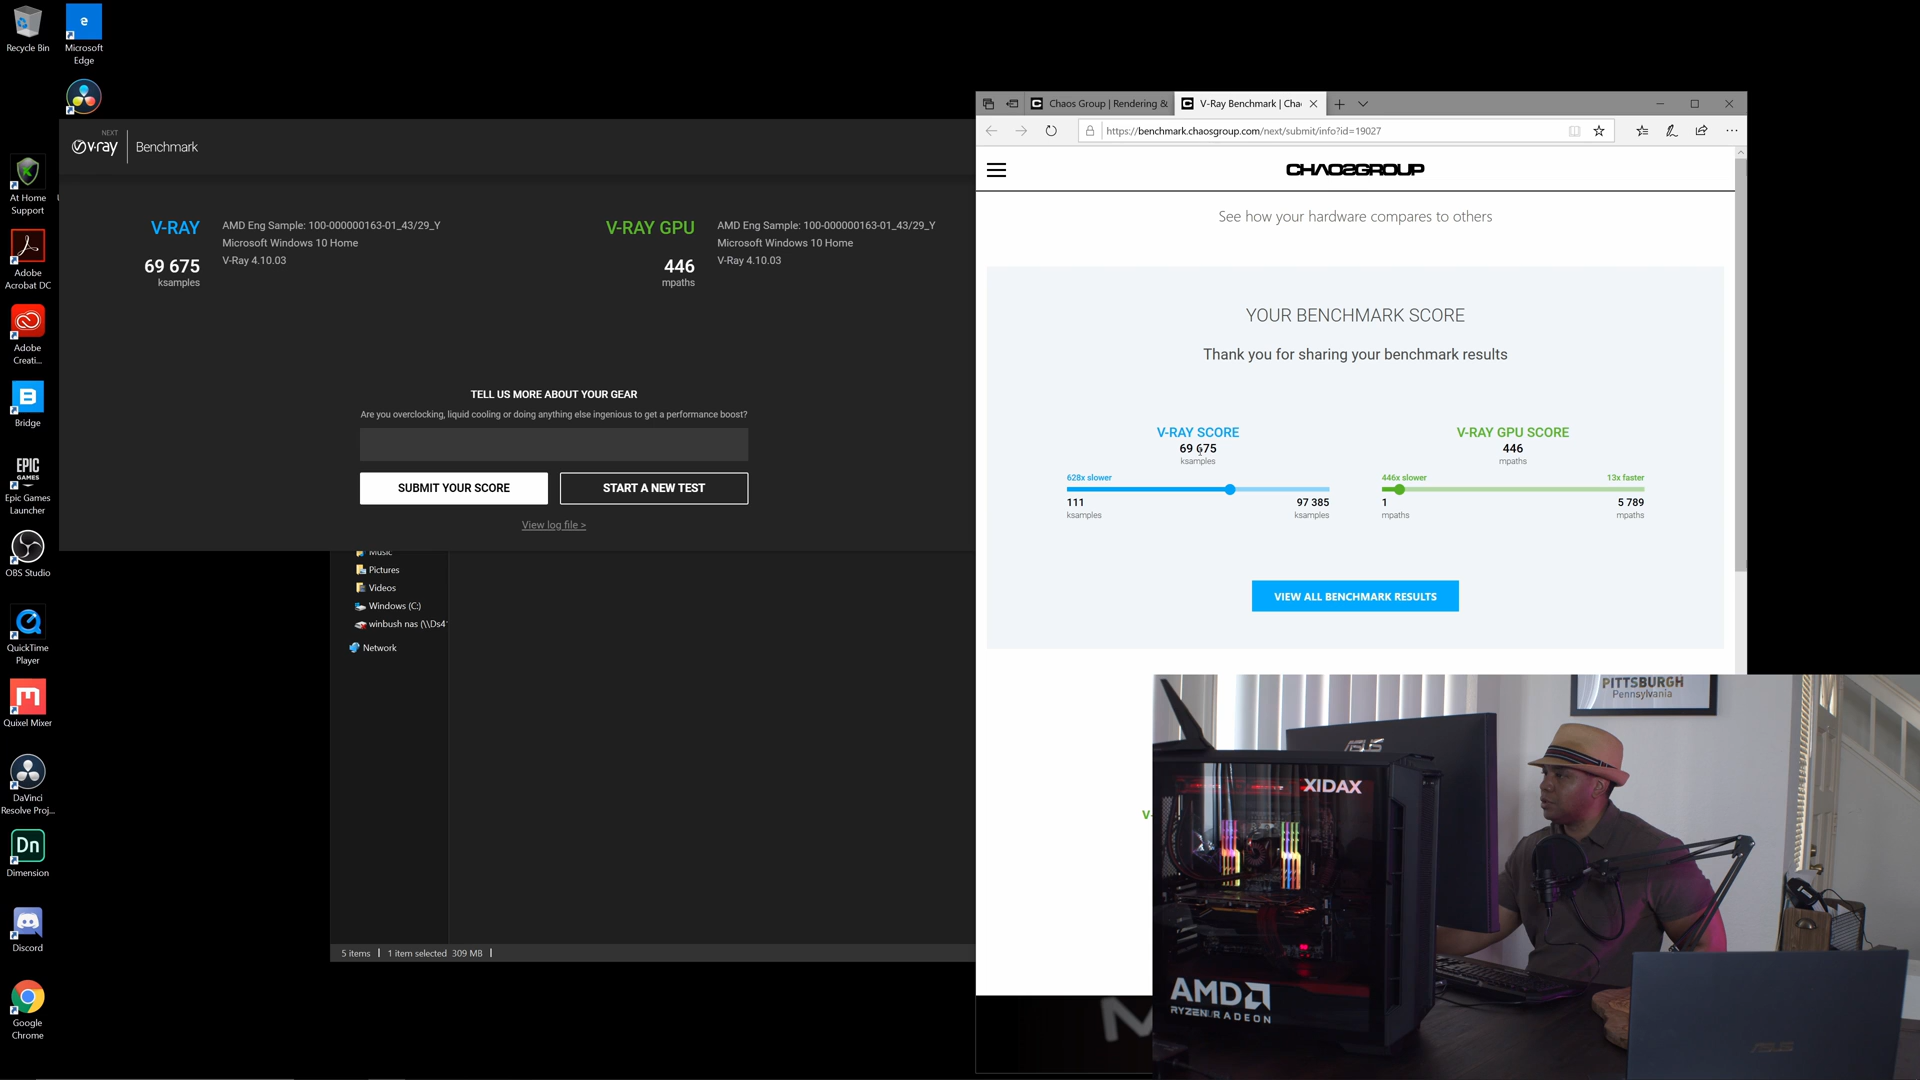 Recycle Bin
Microsoft
Edge
At Home
Support
Adobe
Acrobat DC
Adobe
Creati...
Bridge
EPIC
GAMES
Epic Games
Launcher
OBS Studio
QuickTime
Player
Quixel Mixer
DaVinci
Resolve Proj...
Dn
Dimension
Discord
Google
Chrome
NEXT
v-ray
Benchmark
V-RAY
69 675
ksamples
AMD Eng Sample: 100-000000163-01_43/29_Y
Microsoft Windows 10 Home
V-Ray 4.10.03
V-RAY GPU
446
mpaths
AMD Eng Sample: 100-000000163-01_43/29_Y
Microsoft Windows 10 Home
V-Ray 4.10.03
TELL US MORE ABOUT YOUR GEAR
Are you overclocking, liquid cooling or doing anything else ingenious to get a performance boost?
SUBMIT YOUR SCORE
START A NEW TEST
View log file >
Music
Pictures
Videos
Windows (C:)
winbush nas (\\Ds4
Network
5 items
1 item selected 309 MB
Chaos Group | Rendering &
V-Ray Benchmark | Cha
https://benchmark.chaosgroup.com/next/submit/info?id=19027
CHAOSGROUP
See how your hardware compares to others
YOUR BENCHMARK SCORE
Thank you for sharing your benchmark results
V-RAY SCORE
69 675
ksamples
628x slower
111
ksamples
97 385
ksamples
V-RAY GPU SCORE
446
mpaths
446x slower
13x faster
1
mpaths
5 789
mpaths
VIEW ALL BENCHMARK RESULTS
V-
PITTSBURGH
Pennsylvania
ASUS
XIDAX
AMD
RYZEN RADEON
ASUS